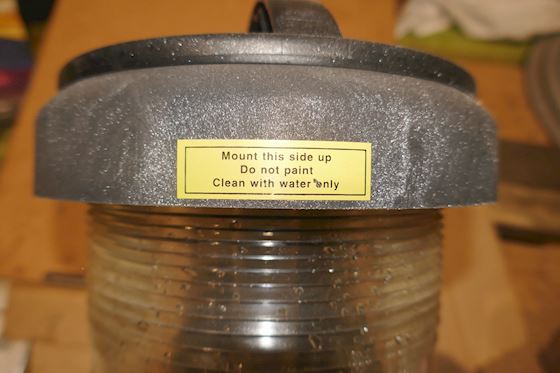 Mount this side up
Do not paint
Clean with water only